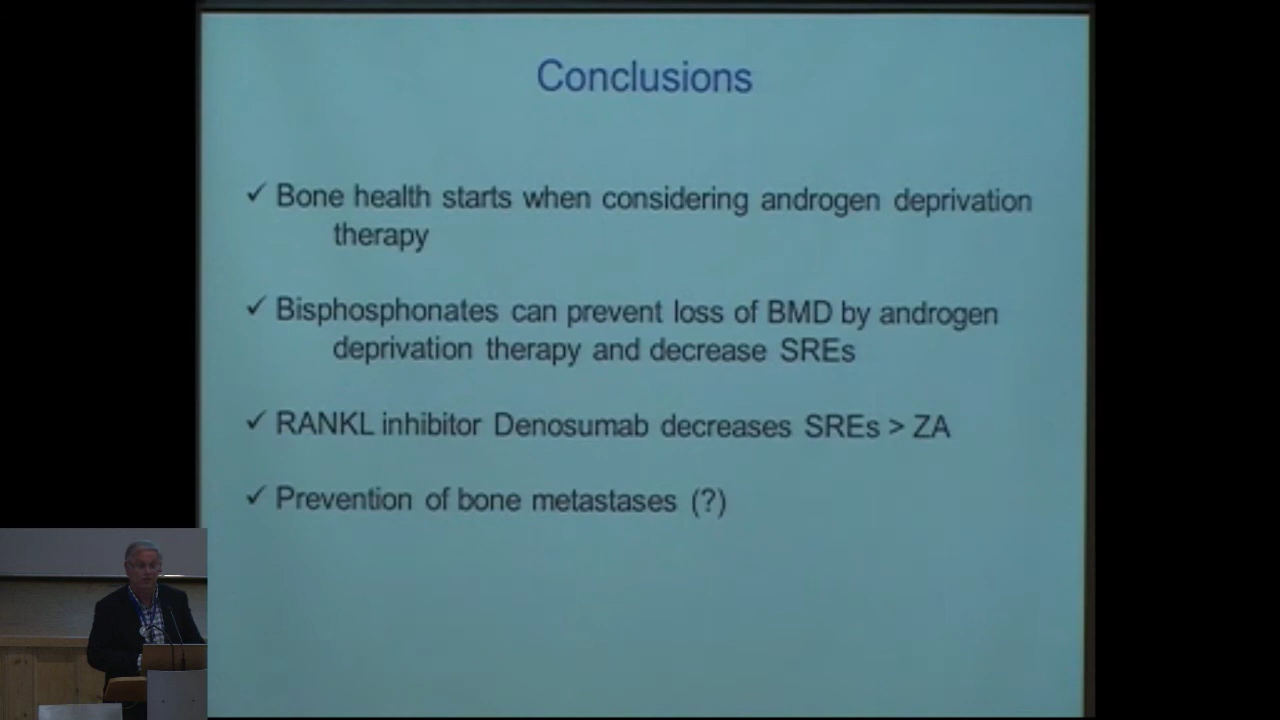 Conclusions
✓ Bone health starts when considering androgen deprivation
therapy
✓ Bisphosphonates can prevent loss of BMD by androgen
deprivation therapy and decrease SREs
✓ RANKL inhibitor Denosumab decreases SREs > ZA
✓ Prevention of bone metastases (?)